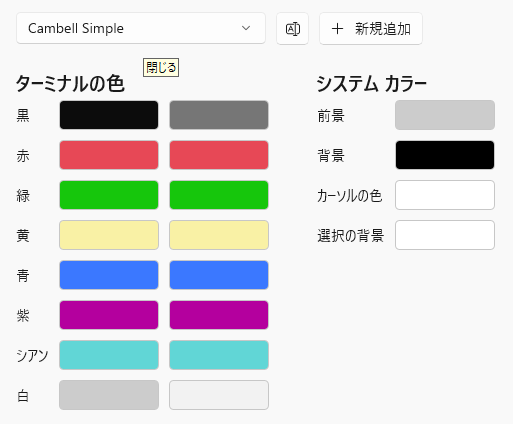 Cambell Simple
新規追加
閉じる
ターミナルの色
システム カラー
黒
前景
赤
背景
緑
カーソルの色
黄
選択の背景
青
紫
シアン
白